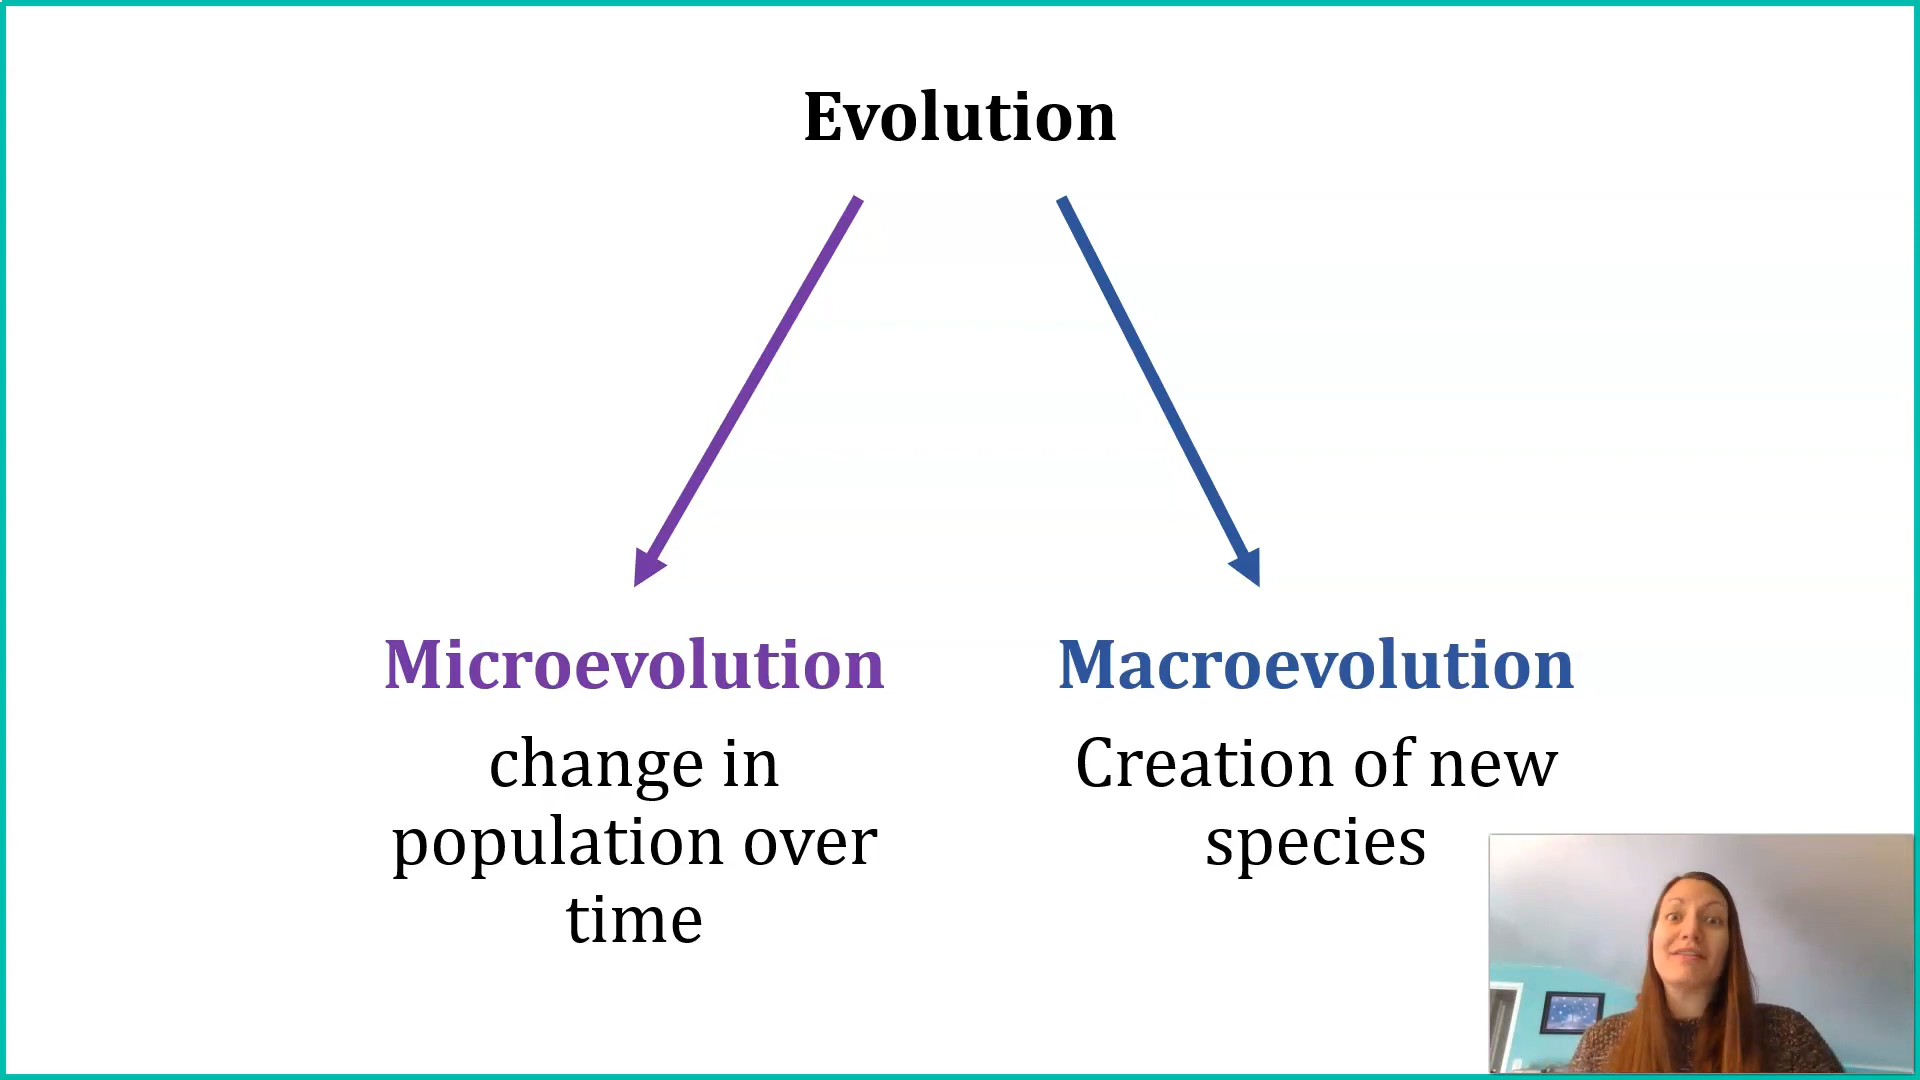 Evolution
Microevolution
change in
population over
time
Macroevolution
Creation of new
species